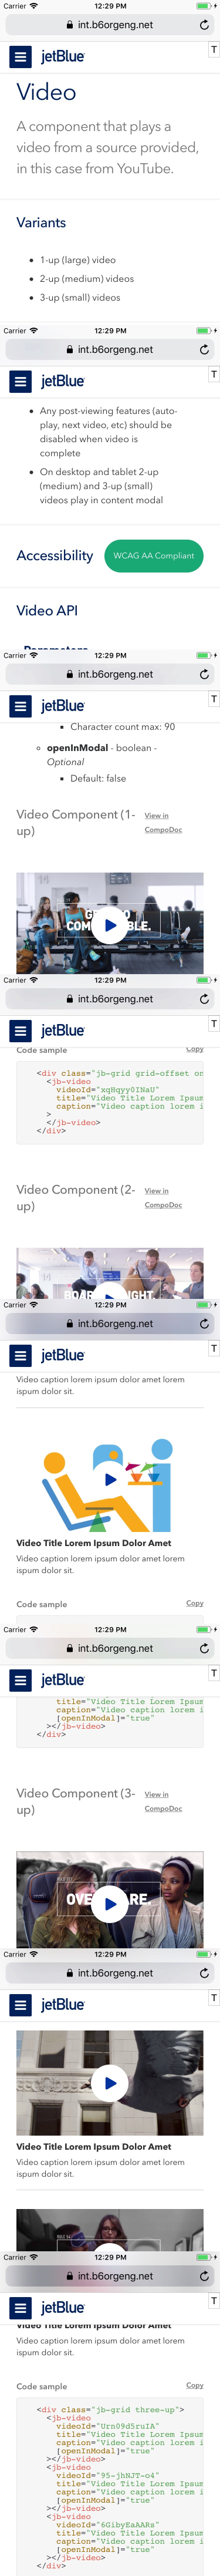 Carrier 12:29 PM
int.b6orgeng.net
jetBlue T
Video
A component that plays a
video from a source provided,
in this case from YouTube.
Variants
• 1-up (large) video
• 2-up (medium) videos
• 3-up (small) videos
Carrier 12:29 PM
int.b6orgeng.net
jetBlue T
• Any post-viewing features (auto-
play, next video, etc) should be
disabled when video is
complete
• On desktop and tablet 2-up
(medium) and 3-up (small)
videos play in content modal
Accessibility WCAG AA Compliant
Video API
Parameters
Carrier 12:29 PM
int.b6orgeng.net
jetBlue T
Character count max: 90
openInModal - boolean -
Optional
Default: false
Video Component (1-
up)
View in
CompoDoc
Carrier 12:29 PM
int.b6orgeng.net
jetBlue T
Code sample Copy
<div class="jb-grid grid-offset on
<jb-video
videoId="xqHqyy0INaU"
title="Video Title Lorem Ipsum
caption="Video caption lorem i
>
</jb-video>
</div>
Video Component (2-
up)
View in
CompoDoc
Carrier 12:29 PM
int.b6orgeng.net
jetBlue T
Video caption lorem ipsum dolor amet lorem
ispum dolor sit.
Video Title Lorem Ipsum Dolor Amet
Video caption lorem ipsum dolor amet lorem
ispum dolor sit.
Code sample Copy
Carrier 12:29 PM
int.b6orgeng.net
jetBlue T
title="Video Title Lorem Ipsum
caption="Video caption lorem i
[openInModal]="true"
></jb-video>
</div>
Video Component (3-
up)
View in
CompoDoc
Carrier 12:29 PM
int.b6orgeng.net
jetBlue T
Video Title Lorem Ipsum Dolor Amet
Video caption lorem ipsum dolor amet lorem
ispum dolor sit.
Carrier 12:29 PM
int.b6orgeng.net
jetBlue T
Video Title Lorem Ipsum Dolor Amet
Video caption lorem ipsum dolor amet lorem
ispum dolor sit.
Code sample Copy
<div class="jb-grid three-up">
<jb-video
videoId="Urn09d5ruIA"
title="Video Title Lorem Ipsum
caption="Video caption lorem i
[openInModal]="true"
></jb-video>
<jb-video
videoId="95-jhNJT-o4"
title="Video Title Lorem Ipsum
caption="Video caption lorem i
[openInModal]="true"
></jb-video>
<jb-video
videoId="6GibyEaAARs"
title="Video Title Lorem Ipsum
caption="Video caption lorem i
[openInModal]="true"
></jb-video>
</div>